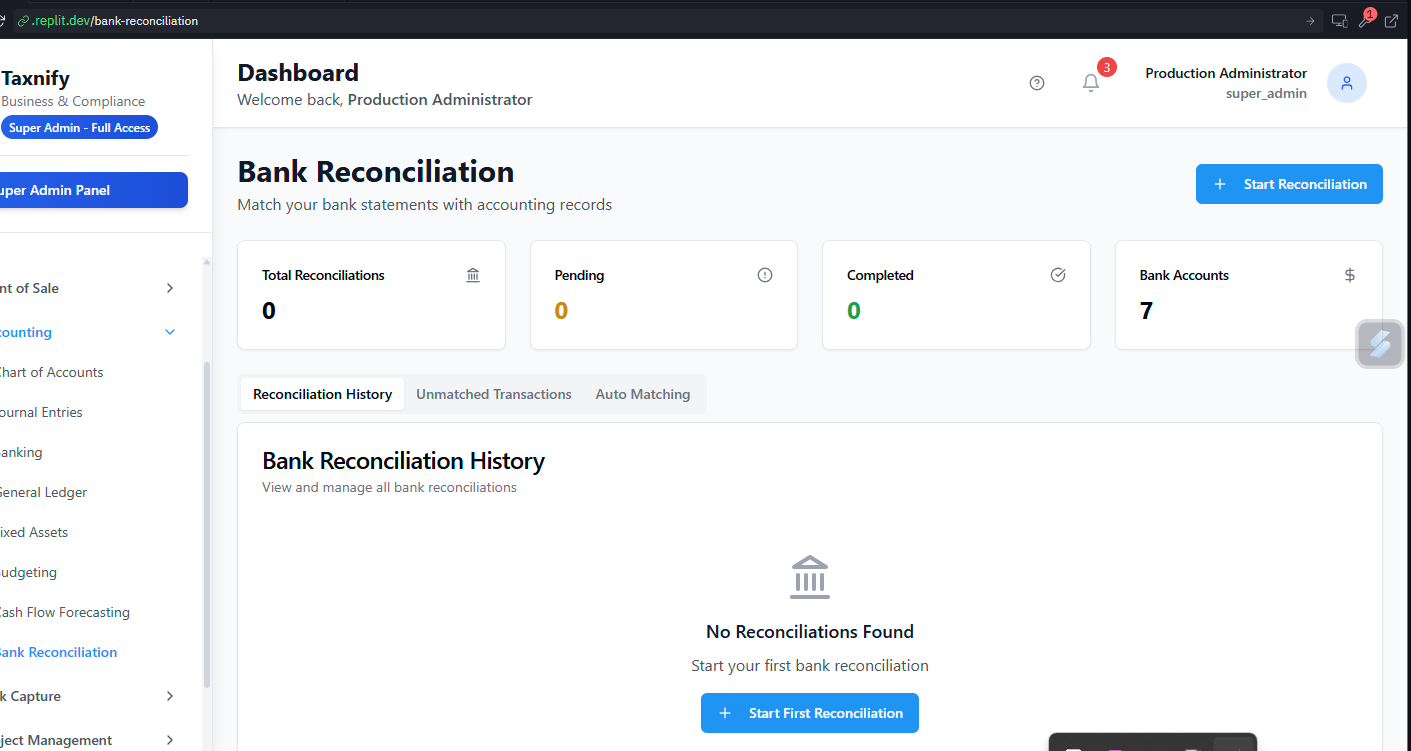 .replit.dev/bank-reconciliation
1
Taxnify
Business & Compliance
Super Admin - Full Access
uper Admin Panel
nt of Sale
counting
Chart of Accounts
ournal Entries
anking
General Ledger
ixed Assets
udgeting
Cash Flow Forecasting
Bank Reconciliation
k Capture
ject Management
Dashboard
Welcome back, Production Administrator
3
Production Administrator
super_admin
Bank Reconciliation
Match your bank statements with accounting records
Start Reconciliation
Total Reconciliations
0
Pending
0
Completed
0
Bank Accounts
7
Reconciliation History
Unmatched Transactions
Auto Matching
Bank Reconciliation History
View and manage all bank reconciliations
No Reconciliations Found
Start your first bank reconciliation
Start First Reconciliation